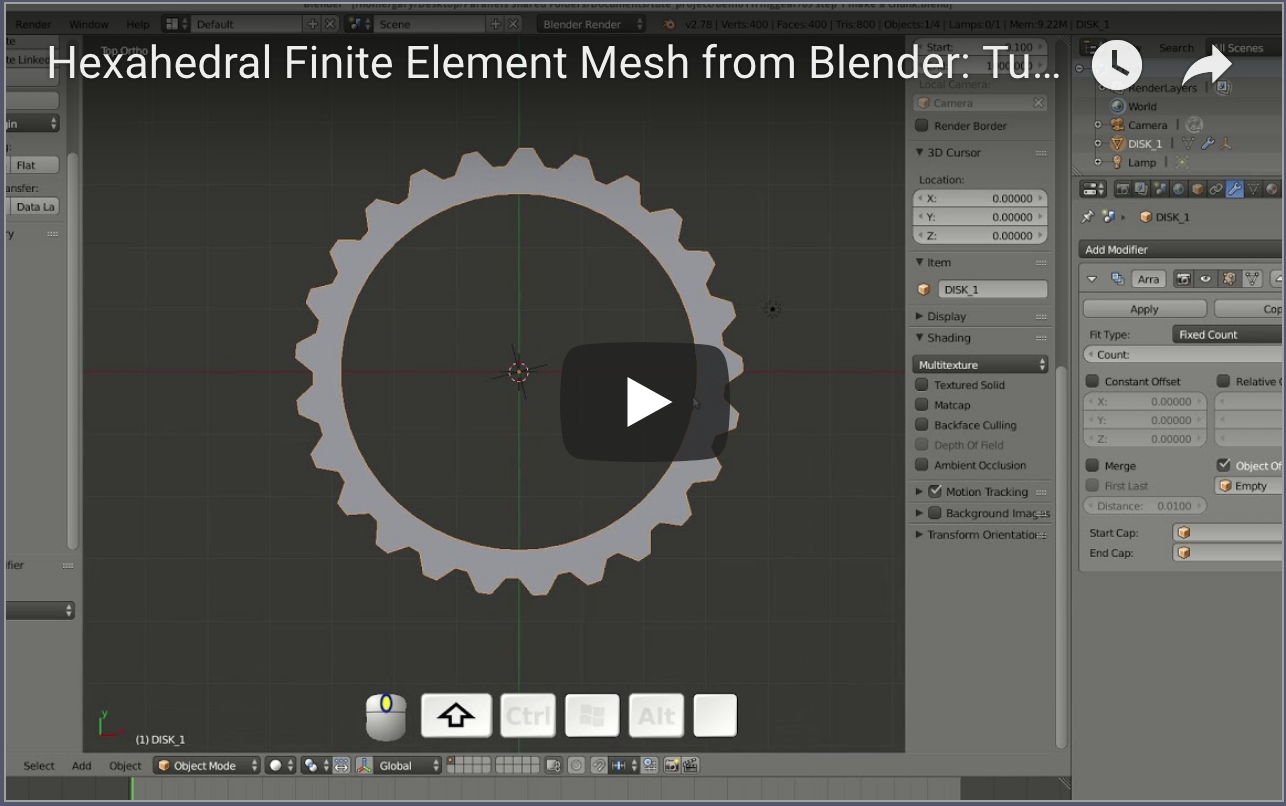 Render Window Help Default Scene Blender Render v2.78 | Verts:400 | Faces:400 | Tris:800 | Objects:1/4 | Lamps:0/1 | Mem:9.22M | DISK_1
Hexahedral Finite Element Mesh from Blender: Tu...
Top Ortho
te Linked
gin
g:
Flat
ansfer:
Data La
ry
fier
Start: 0.100
Local Camera:
Camera
Render Border
3D Cursor
Location:
X: 0.00000
Y: 0.00000
Z: 0.00000
Item
DISK_1
Display
Shading
Multitexture
Textured Solid
Matcap
Backface Culling
Depth Of Field
Ambient Occlusion
Motion Tracking
Background Images
Transform Orientatio
Search All Scenes
RenderLayers
World
Camera
DISK_1
Lamp
DISK_1
Add Modifier
Arra
Apply Cop
Fit Type: Fixed Count
Count:
Constant Offset Relative
X: 0.00000
Y: 0.00000
Z: 0.00000
Merge Object Of
First Last Empty
Distance: 0.0100
Start Cap:
End Cap:
Ctrl Alt
y
(1) DISK_1
Select Add Object Object Mode Global